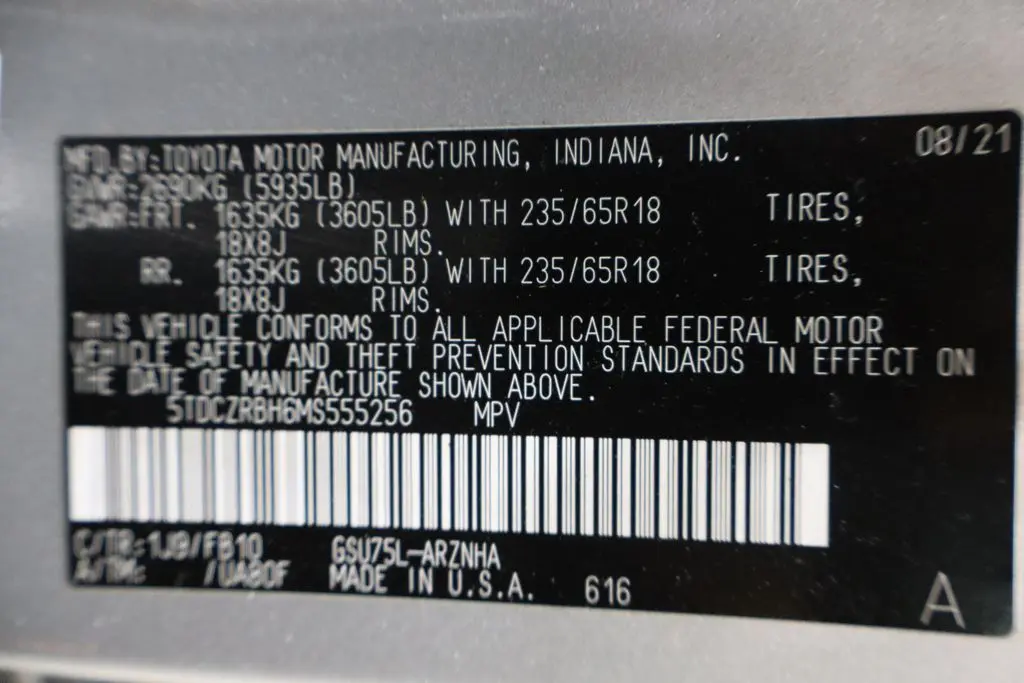 MFD.BY:TOYOTA MOTOR MANUFACTURING, INDIANA, INC. 08/21
GVWR:2690KG (5935LB)
GAWR:FRT. 1635KG (3605LB) WITH 235/65R18 TIRES,
18X8J RIMS.
RR. 1635KG (3605LB) WITH 235/65R18 TIRES,
18X8J RIMS.
THIS VEHICLE CONFORMS TO ALL APPLICABLE FEDERAL MOTOR
VEHICLE SAFETY AND THEFT PREVENTION STANDARDS IN EFFECT ON
THE DATE OF MANUFACTURE SHOWN ABOVE.
5TDCZRBH6MS555256 MPV
C/TR:1J9/FB10 GSU75L-ARZNHA
A/TM: /UA80F MADE IN U.S.A. 616
A